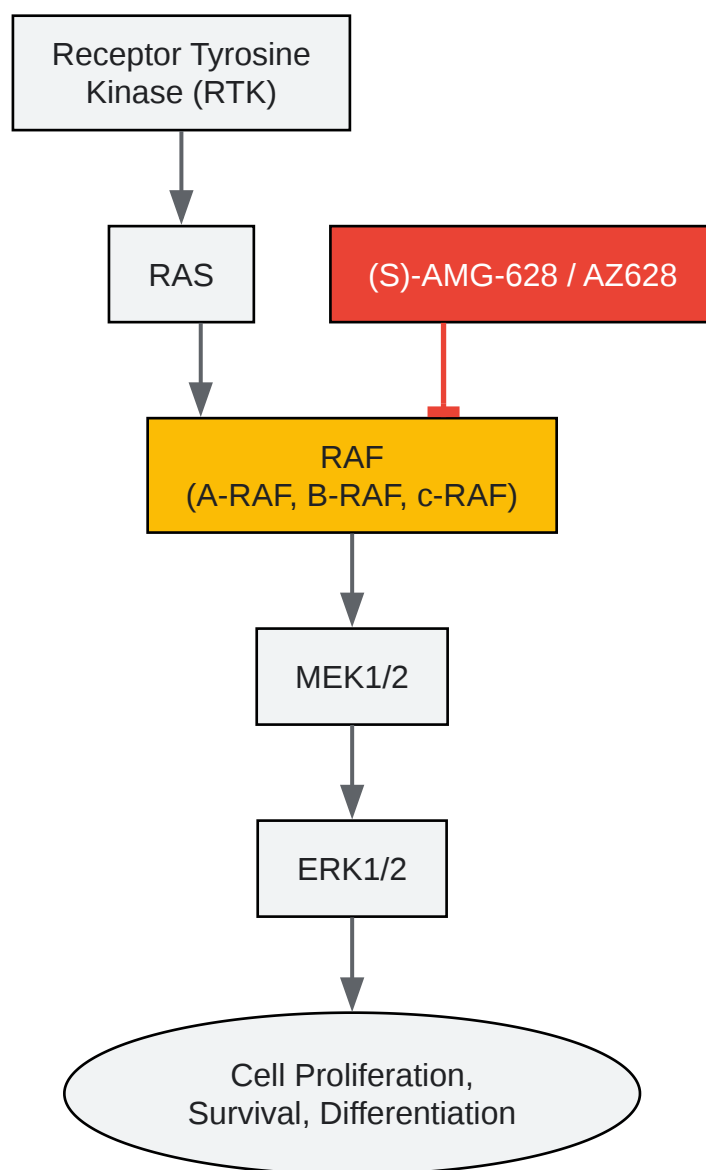 Receptor Tyrosine
Kinase (RTK)
RAS
(S)-AMG-628 / AZ628
RAF
(A-RAF, B-RAF, c-RAF)
MEK1/2
ERK1/2
Cell Proliferation,
Survival, Differentiation